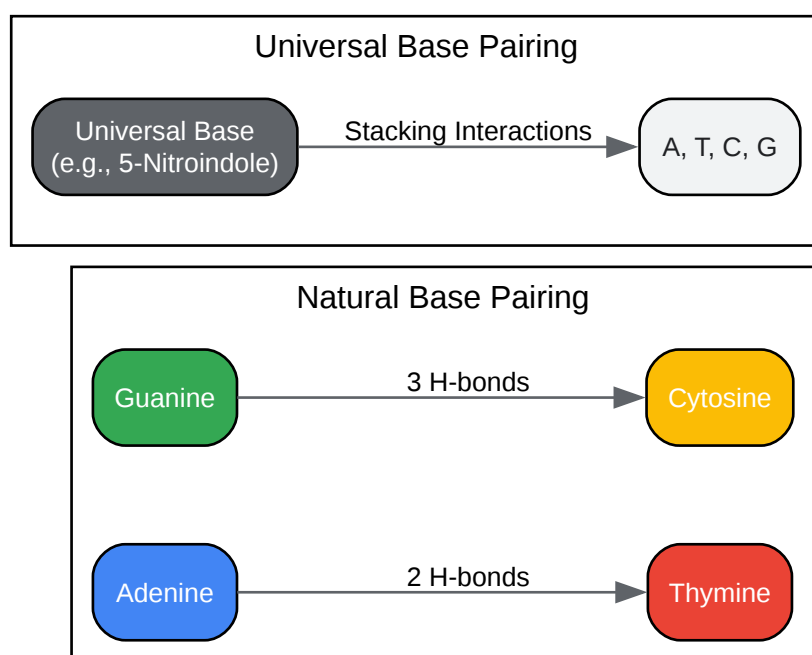 Universal Base Pairing
Universal Base
(e.g., 5-Nitroindole)
Stacking Interactions
A, T, C, G
Natural Base Pairing
Guanine
3 H-bonds
Cytosine
Adenine
2 H-bonds
Thymine